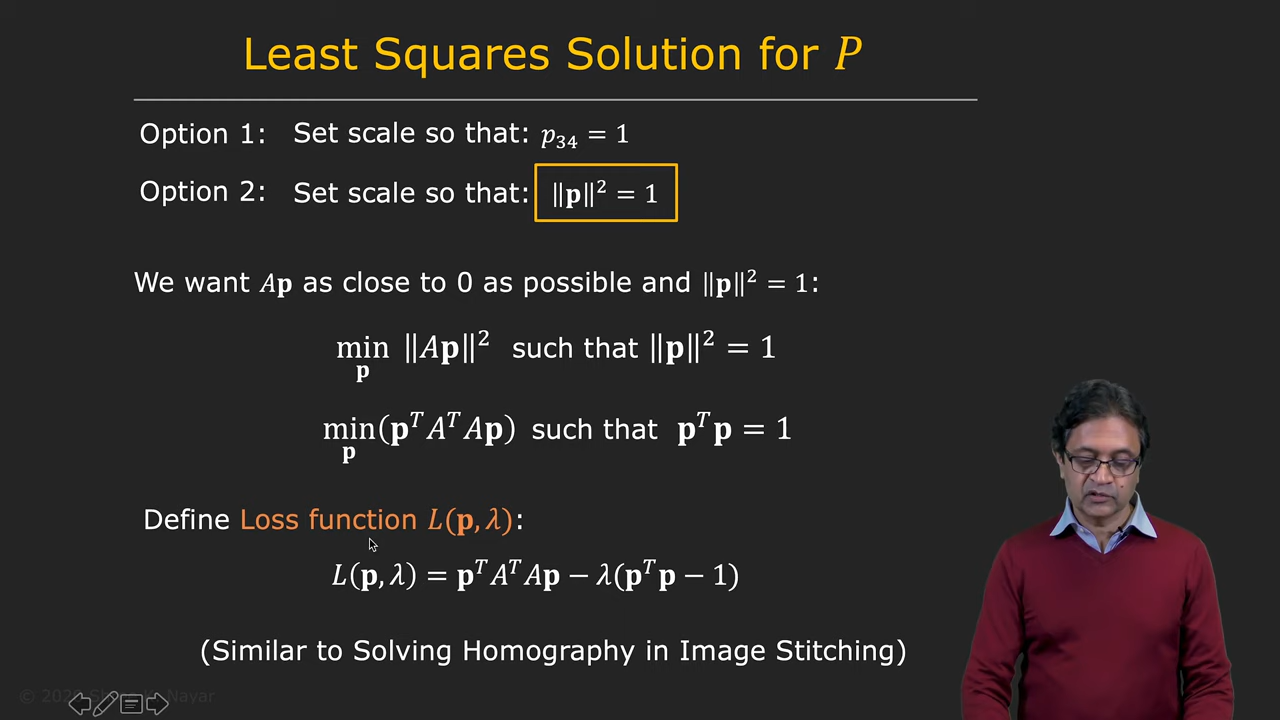 Least Squares Solution for P
Option 1: Set scale so that: p₃₄ = 1
Option 2: Set scale so that: ‖𝐩‖² = 1
We want A𝐩 as close to 0 as possible and ‖𝐩‖² = 1:
min ‖A𝐩‖² such that ‖𝐩‖² = 1
𝐩
min(𝐩ᵀAᵀA𝐩) such that 𝐩ᵀ𝐩 = 1
𝐩
Define Loss function L(𝐩, λ):
L(𝐩, λ) = 𝐩ᵀAᵀA𝐩 − λ(𝐩ᵀ𝐩 − 1)
(Similar to Solving Homography in Image Stitching)
Nayar